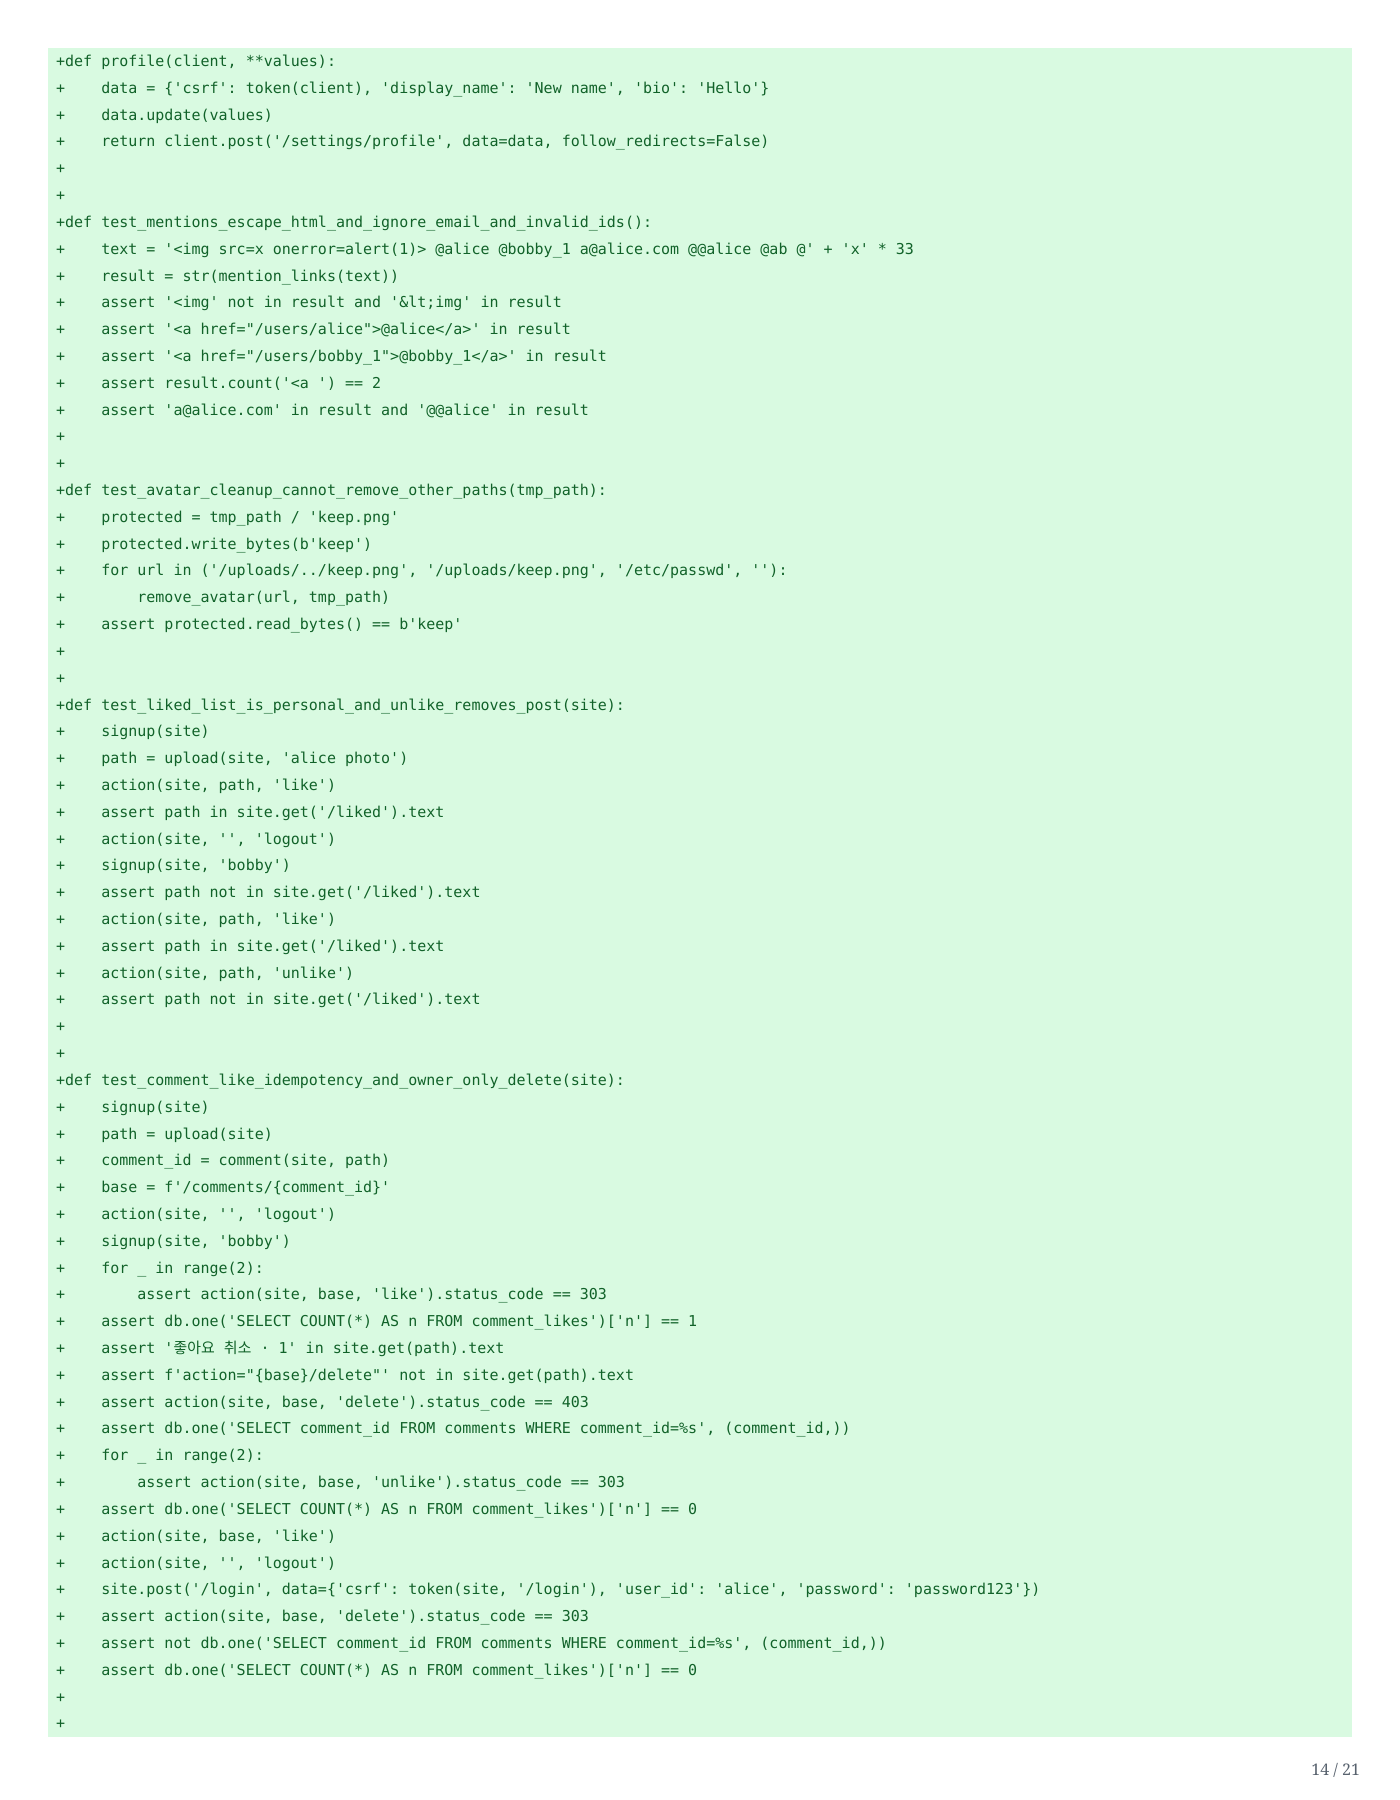 +def profile(client, **values):
+    data = {'csrf': token(client), 'display_name': 'New name', 'bio': 'Hello'}
+    data.update(values)
+    return client.post('/settings/profile', data=data, follow_redirects=False)
+
+
+def test_mentions_escape_html_and_ignore_email_and_invalid_ids():
+    text = '<img src=x onerror=alert(1)> @alice @bobby_1 a@alice.com @@alice @ab @' + 'x' * 33
+    result = str(mention_links(text))
+    assert '<img' not in result and '&lt;img' in result
+    assert '<a href="/users/alice">@alice</a>' in result
+    assert '<a href="/users/bobby_1">@bobby_1</a>' in result
+    assert result.count('<a ') == 2
+    assert 'a@alice.com' in result and '@@alice' in result
+
+
+def test_avatar_cleanup_cannot_remove_other_paths(tmp_path):
+    protected = tmp_path / 'keep.png'
+    protected.write_bytes(b'keep')
+    for url in ('/uploads/../keep.png', '/uploads/keep.png', '/etc/passwd', ''):
+        remove_avatar(url, tmp_path)
+    assert protected.read_bytes() == b'keep'
+
+
+def test_liked_list_is_personal_and_unlike_removes_post(site):
+    signup(site)
+    path = upload(site, 'alice photo')
+    action(site, path, 'like')
+    assert path in site.get('/liked').text
+    action(site, '', 'logout')
+    signup(site, 'bobby')
+    assert path not in site.get('/liked').text
+    action(site, path, 'like')
+    assert path in site.get('/liked').text
+    action(site, path, 'unlike')
+    assert path not in site.get('/liked').text
+
+
+def test_comment_like_idempotency_and_owner_only_delete(site):
+    signup(site)
+    path = upload(site)
+    comment_id = comment(site, path)
+    base = f'/comments/{comment_id}'
+    action(site, '', 'logout')
+    signup(site, 'bobby')
+    for _ in range(2):
+        assert action(site, base, 'like').status_code == 303
+    assert db.one('SELECT COUNT(*) AS n FROM comment_likes')['n'] == 1
+    assert '좋아요 취소 · 1' in site.get(path).text
+    assert f'action="{base}/delete"' not in site.get(path).text
+    assert action(site, base, 'delete').status_code == 403
+    assert db.one('SELECT comment_id FROM comments WHERE comment_id=%s', (comment_id,))
+    for _ in range(2):
+        assert action(site, base, 'unlike').status_code == 303
+    assert db.one('SELECT COUNT(*) AS n FROM comment_likes')['n'] == 0
+    action(site, base, 'like')
+    action(site, '', 'logout')
+    site.post('/login', data={'csrf': token(site, '/login'), 'user_id': 'alice', 'password': 'password123'})
+    assert action(site, base, 'delete').status_code == 303
+    assert not db.one('SELECT comment_id FROM comments WHERE comment_id=%s', (comment_id,))
+    assert db.one('SELECT COUNT(*) AS n FROM comment_likes')['n'] == 0
+
+
14 / 21